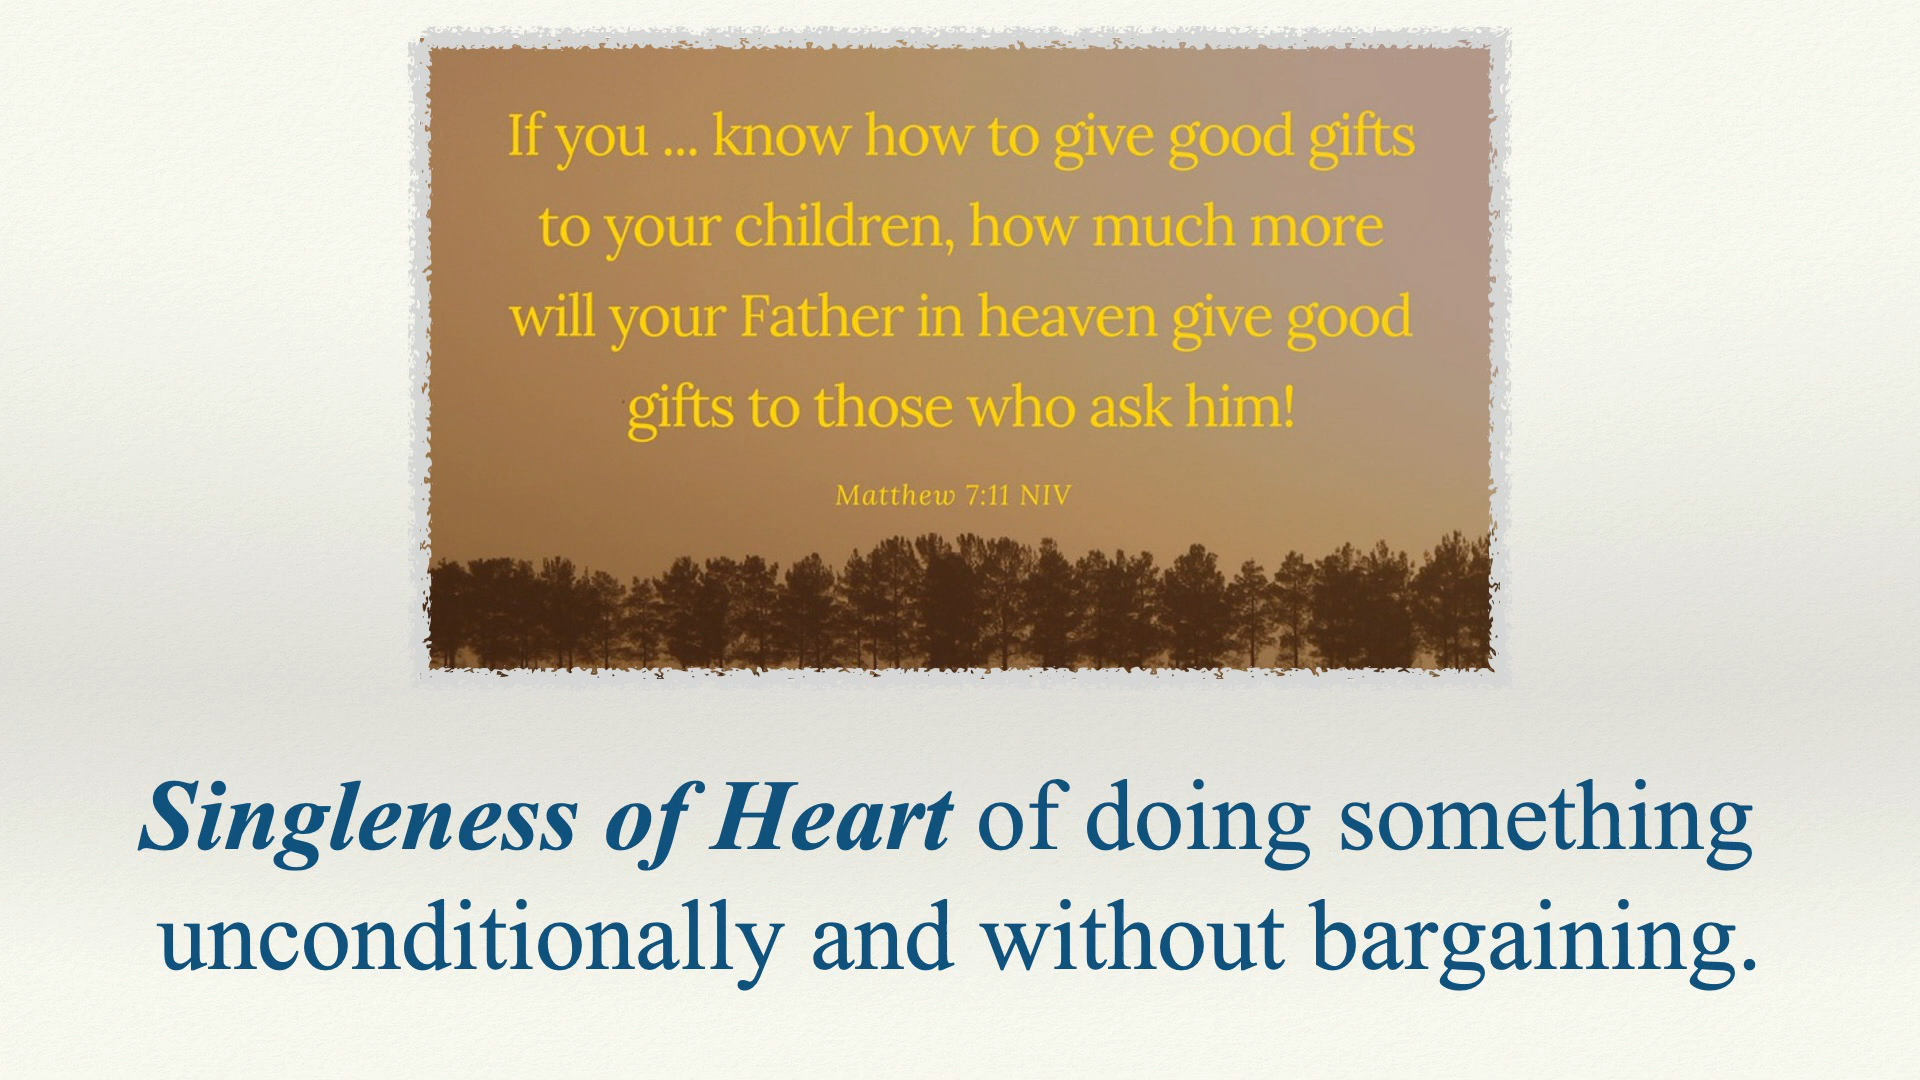 If you ... know how to give good gifts
to your children, how much more
will your Father in heaven give good
gifts to those who ask him!
Matthew 7:11 NIV
Singleness of Heart of doing something
unconditionally and without bargaining.